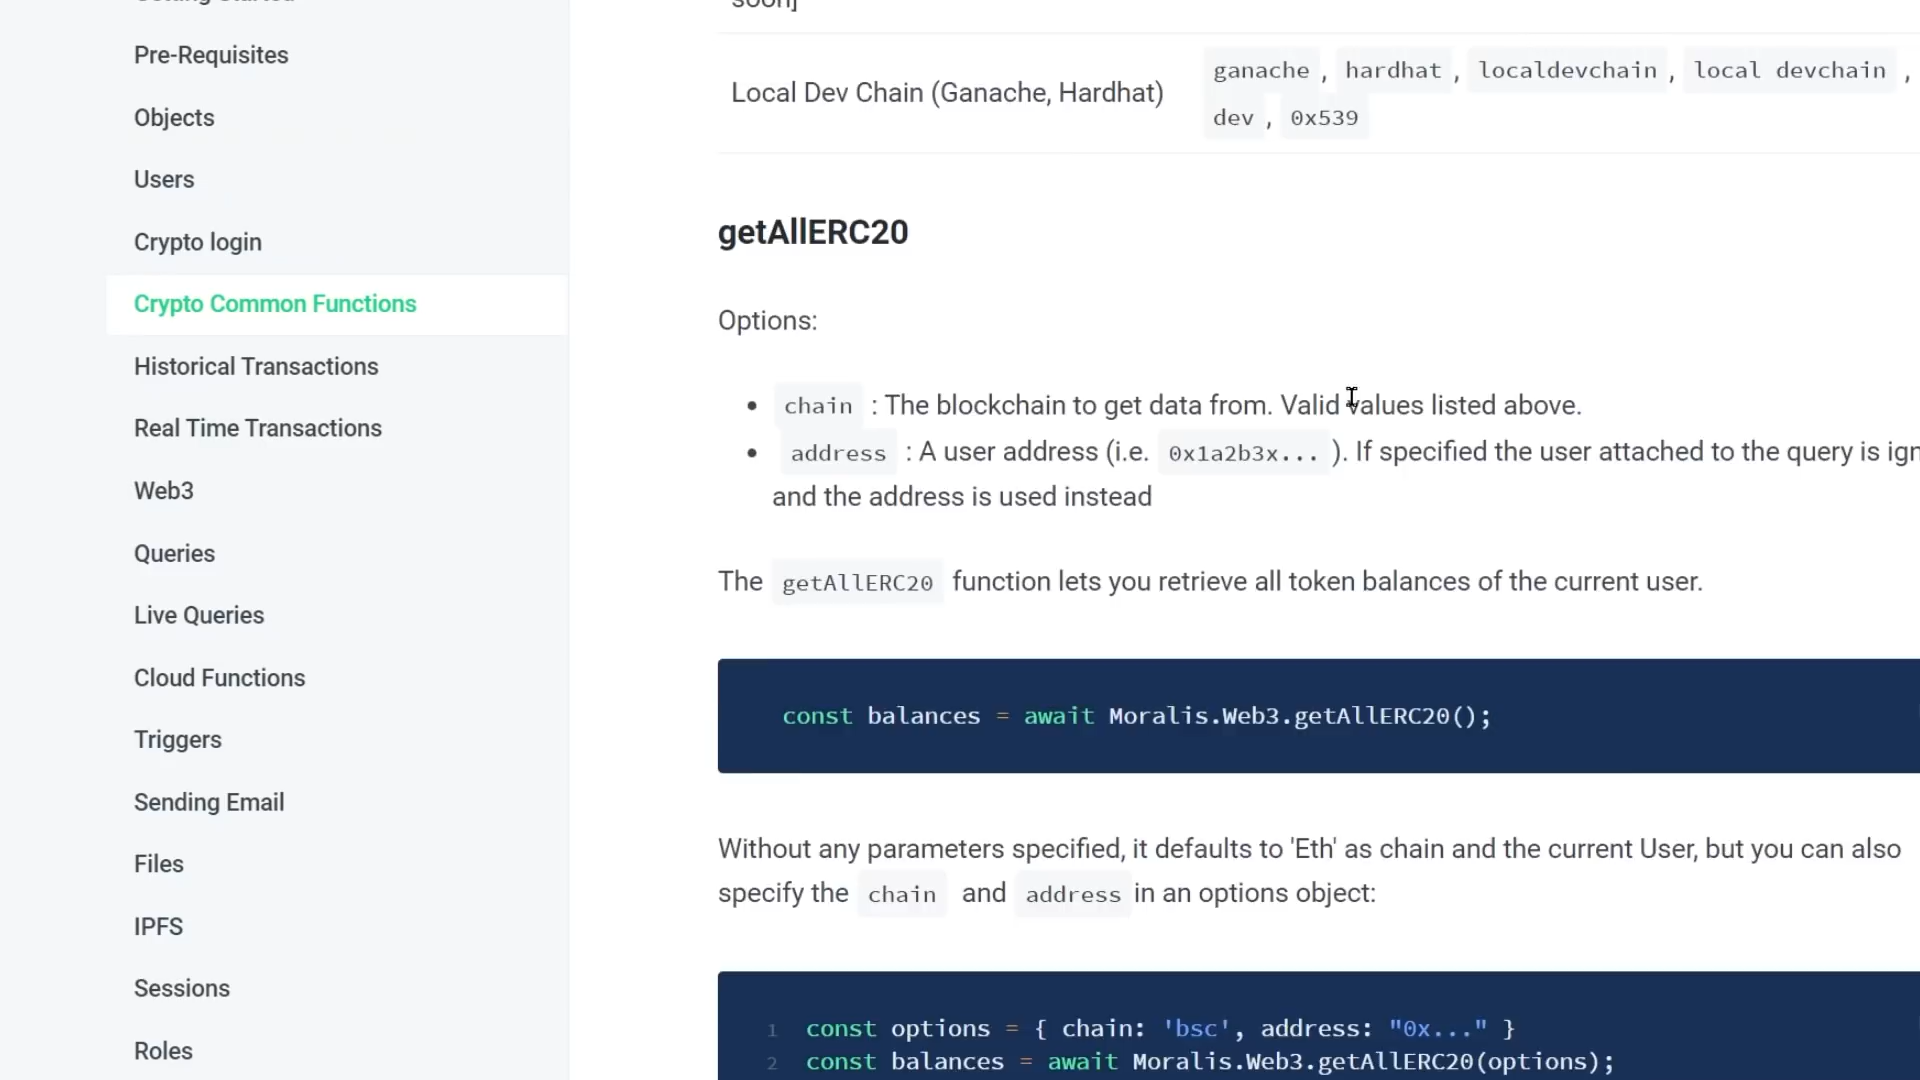 Getting Started
Pre-Requisites
Objects
Users
Crypto login
Crypto Common Functions
Historical Transactions
Real Time Transactions
Web3
Queries
Live Queries
Cloud Functions
Triggers
Sending Email
Files
IPFS
Sessions
Roles
soon]
Local Dev Chain (Ganache, Hardhat) ganache , hardhat , localdevchain , local devchain ,
dev , 0x539
getAllERC20
Options:
• chain : The blockchain to get data from. Valid values listed above.
• address : A user address (i.e. 0x1a2b3x... ). If specified the user attached to the query is ign
and the address is used instead
The getAllERC20 function lets you retrieve all token balances of the current user.
const balances = await Moralis.Web3.getAllERC20();
Without any parameters specified, it defaults to 'Eth' as chain and the current User, but you can also
specify the chain and address in an options object:
1 const options = { chain: 'bsc', address: "0x..." }
2 const balances = await Moralis.Web3.getAllERC20(options);